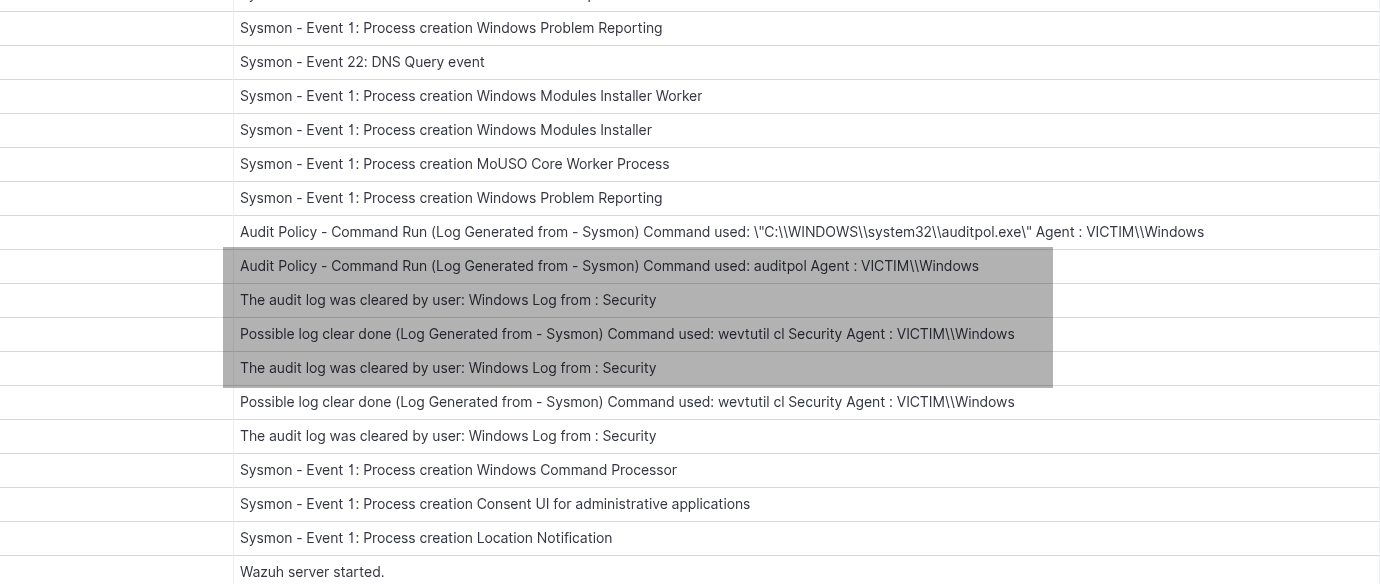 Sysmon - Event 1: Process creation Windows Problem Reporting
Sysmon - Event 22: DNS Query event
Sysmon - Event 1: Process creation Windows Modules Installer Worker
Sysmon - Event 1: Process creation Windows Modules Installer
Sysmon - Event 1: Process creation MoUSO Core Worker Process
Sysmon - Event 1: Process creation Windows Problem Reporting
Audit Policy - Command Run (Log Generated from - Sysmon) Command used: \"C:\\WINDOWS\\system32\\auditpol.exe\" Agent : VICTIM\\Windows
Audit Policy - Command Run (Log Generated from - Sysmon) Command used: auditpol Agent : VICTIM\\Windows
The audit log was cleared by user: Windows Log from : Security
Possible log clear done (Log Generated from - Sysmon) Command used: wevtutil cl Security Agent : VICTIM\\Windows
The audit log was cleared by user: Windows Log from : Security
Possible log clear done (Log Generated from - Sysmon) Command used: wevtutil cl Security Agent : VICTIM\\Windows
The audit log was cleared by user: Windows Log from : Security
Sysmon - Event 1: Process creation Windows Command Processor
Sysmon - Event 1: Process creation Consent UI for administrative applications
Sysmon - Event 1: Process creation Location Notification
Wazuh server started.